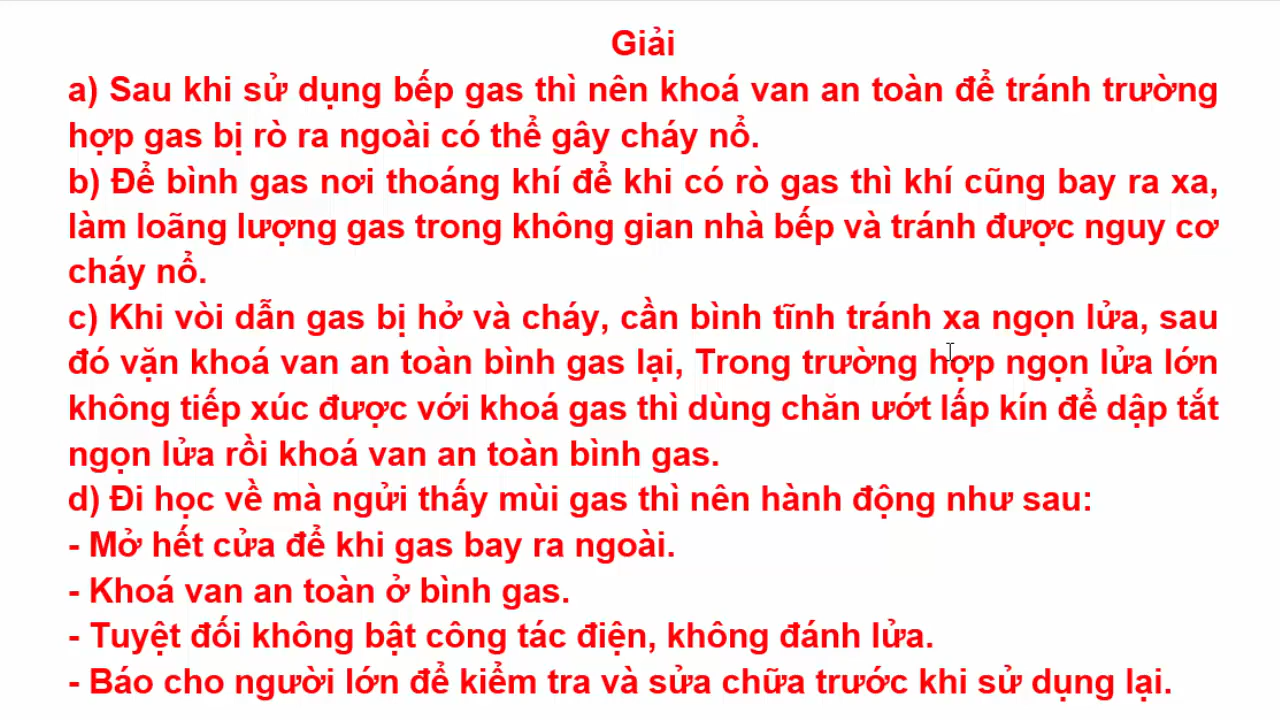 Giải
a) Sau khi sử dụng bếp gas thì nên khoá van an toàn để tránh trường
hợp gas bị rò ra ngoài có thể gây cháy nổ.
b) Để bình gas nơi thoáng khí để khi có rò gas thì khí cũng bay ra xa,
làm loãng lượng gas trong không gian nhà bếp và tránh được nguy cơ
cháy nổ.
c) Khi vòi dẫn gas bị hở và cháy, cần bình tĩnh tránh xa ngọn lửa, sau
đó vặn khoá van an toàn bình gas lại, Trong trường hợp ngọn lửa lớn
không tiếp xúc được với khoá gas thì dùng chăn ướt lấp kín để dập tắt
ngọn lửa rồi khoá van an toàn bình gas.
d) Đi học về mà ngửi thấy mùi gas thì nên hành động như sau:
- Mở hết cửa để khi gas bay ra ngoài.
- Khoá van an toàn ở bình gas.
- Tuyệt đối không bật công tác điện, không đánh lửa.
- Báo cho người lớn để kiểm tra và sửa chữa trước khi sử dụng lại.